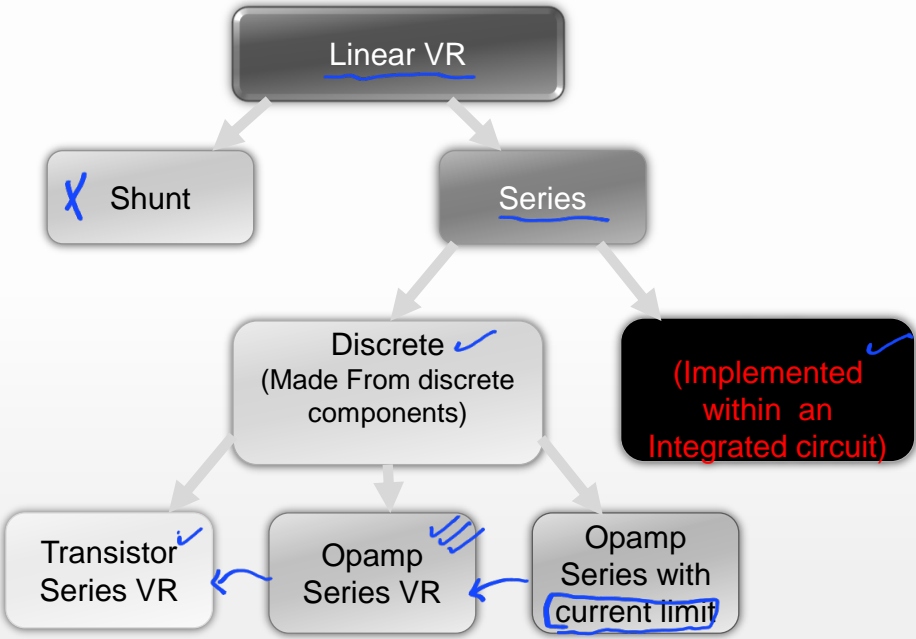 Linear VR
Shunt
Series
Discrete
(Made From discrete
components)
(Implemented
within an
Integrated circuit)
Transistor
Series VR
Opamp
Series VR
Opamp
Series with
current limit